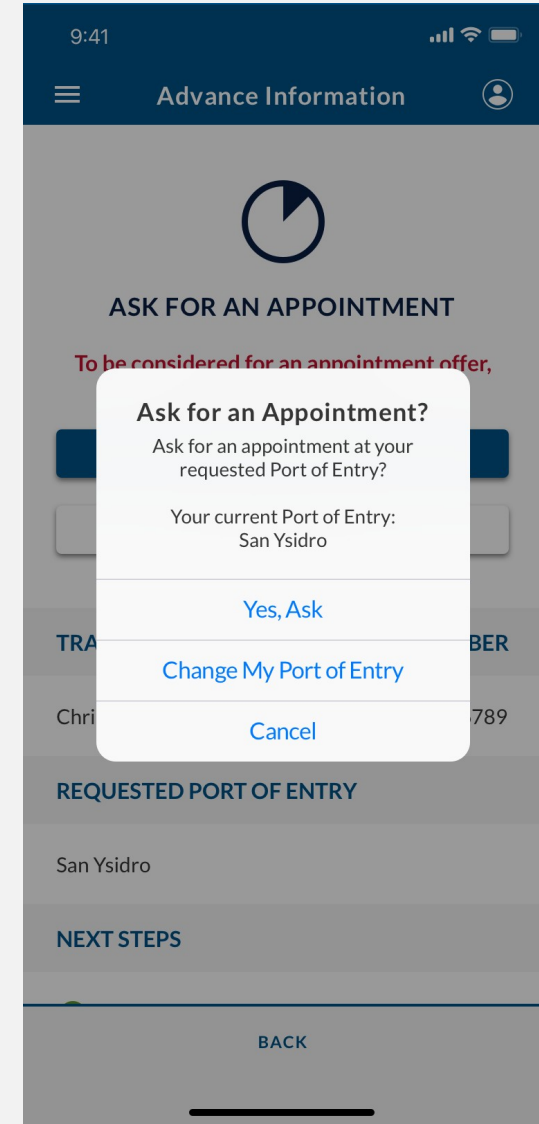 9:41
Advance Information
ASK FOR AN APPOINTMENT
To be considered for an appointment offer,
Ask for an Appointment?
Ask for an appointment at your
requested Port of Entry?
Your current Port of Entry:
San Ysidro
Yes, Ask
Change My Port of Entry
Cancel
REQUESTED PORT OF ENTRY
San Ysidro
NEXT STEPS
BACK